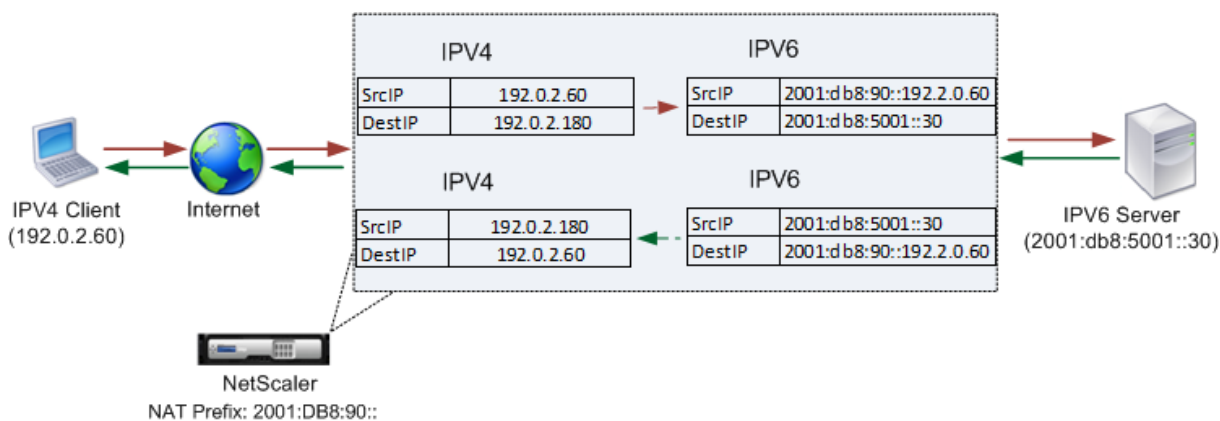 IPV4 IPV6
SrcIP 192.0.2.60 SrcIP 2001:db8:90::192.2.0.60
DestIP 192.0.2.180 DestIP 2001:db8:5001::30
IPV4 Client
(192.0.2.60)
Internet
IPV4 IPV6
SrcIP 192.0.2.180 SrcIP 2001:db8:5001::30
DestIP 192.0.2.60 DestIP 2001:db8:90::192.2.0.60
IPV6 Server
(2001:db8:5001::30)
NetScaler
NAT Prefix: 2001:DB8:90::